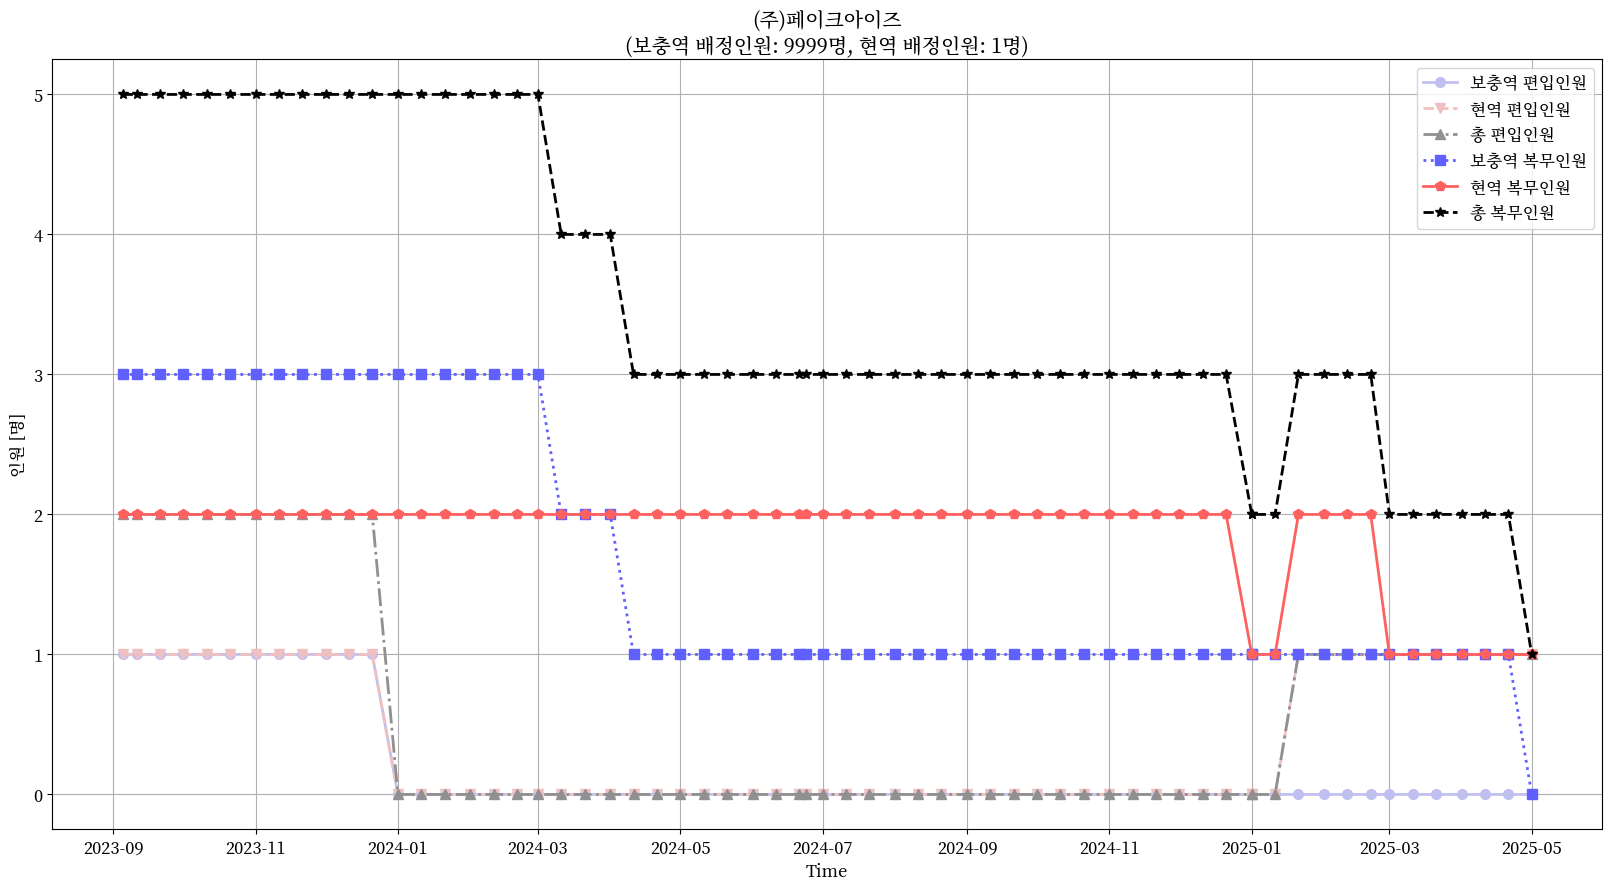 (주)페이크아이즈
(보충역 배정인원: 9999명, 현역 배정인원: 1명)
보충역 편입인원
현역 편입인원
총 편입인원
보충역 복무인원
현역 복무인원
총 복무인원
인원 [명]
5
4
3
2
1
0
2023-09
2023-11
2024-01
2024-03
2024-05
2024-07
2024-09
2024-11
2025-01
2025-03
2025-05
Time